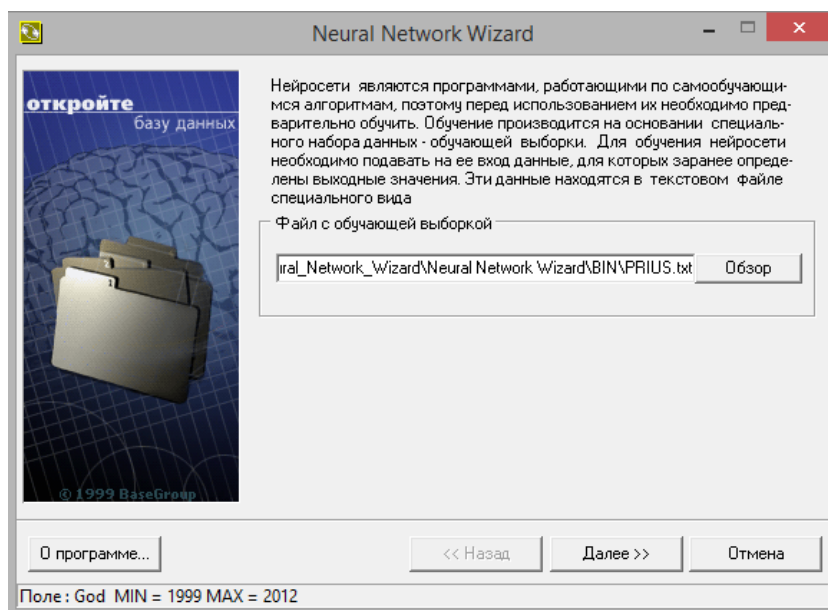 Neural Network Wizard
откройте
базу данных
Нейросети являются программами, работающими по самообучающи-
мся алгоритмам, поэтому перед использованием их необходимо пред-
варительно обучить. Обучение производится на основании специаль-
ного набора данных - обучающей выборки. Для обучения нейросети
необходимо подавать на ее вход данные, для которых заранее опреде-
лены выходные значения. Эти данные находятся в текстовом файле
специального вида
Файл с обучающей выборкой
ıral_Network_Wizard\Neural Network Wizard\BIN\PRIUS.txt
Обзор
© 1999 BaseGroup
О программе...
<< Назад
Далее >>
Отмена
Поле : God MIN = 1999 MAX = 2012